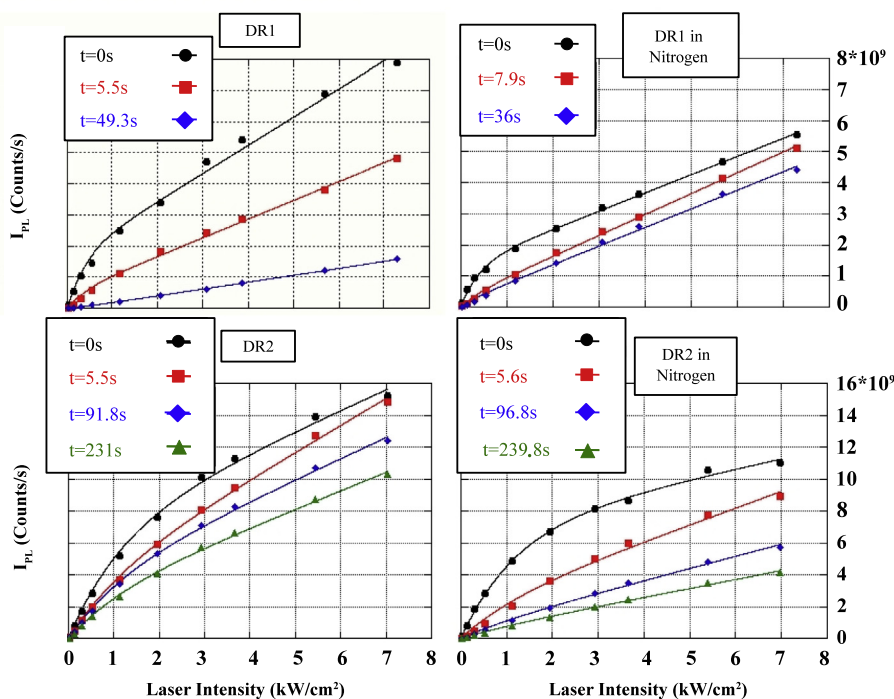 DR1
t=0s
t=5.5s
t=49.3s
I_PL (Counts/s)
t=0s
t=7.9s
t=36s
DR1 in
Nitrogen
8*10⁹
7
6
5
4
3
2
1
0
DR2
t=0s
t=5.5s
t=91.8s
t=231s
I_PL (Counts/s)
0 1 2 3 4 5 6 7 8
Laser Intensity (kW/cm²)
t=0s
t=5.6s
t=96.8s
t=239.8s
DR2 in
Nitrogen
16*10⁹
14
12
10
8
6
4
2
0
0 1 2 3 4 5 6 7 8
Laser Intensity (kW/cm²)